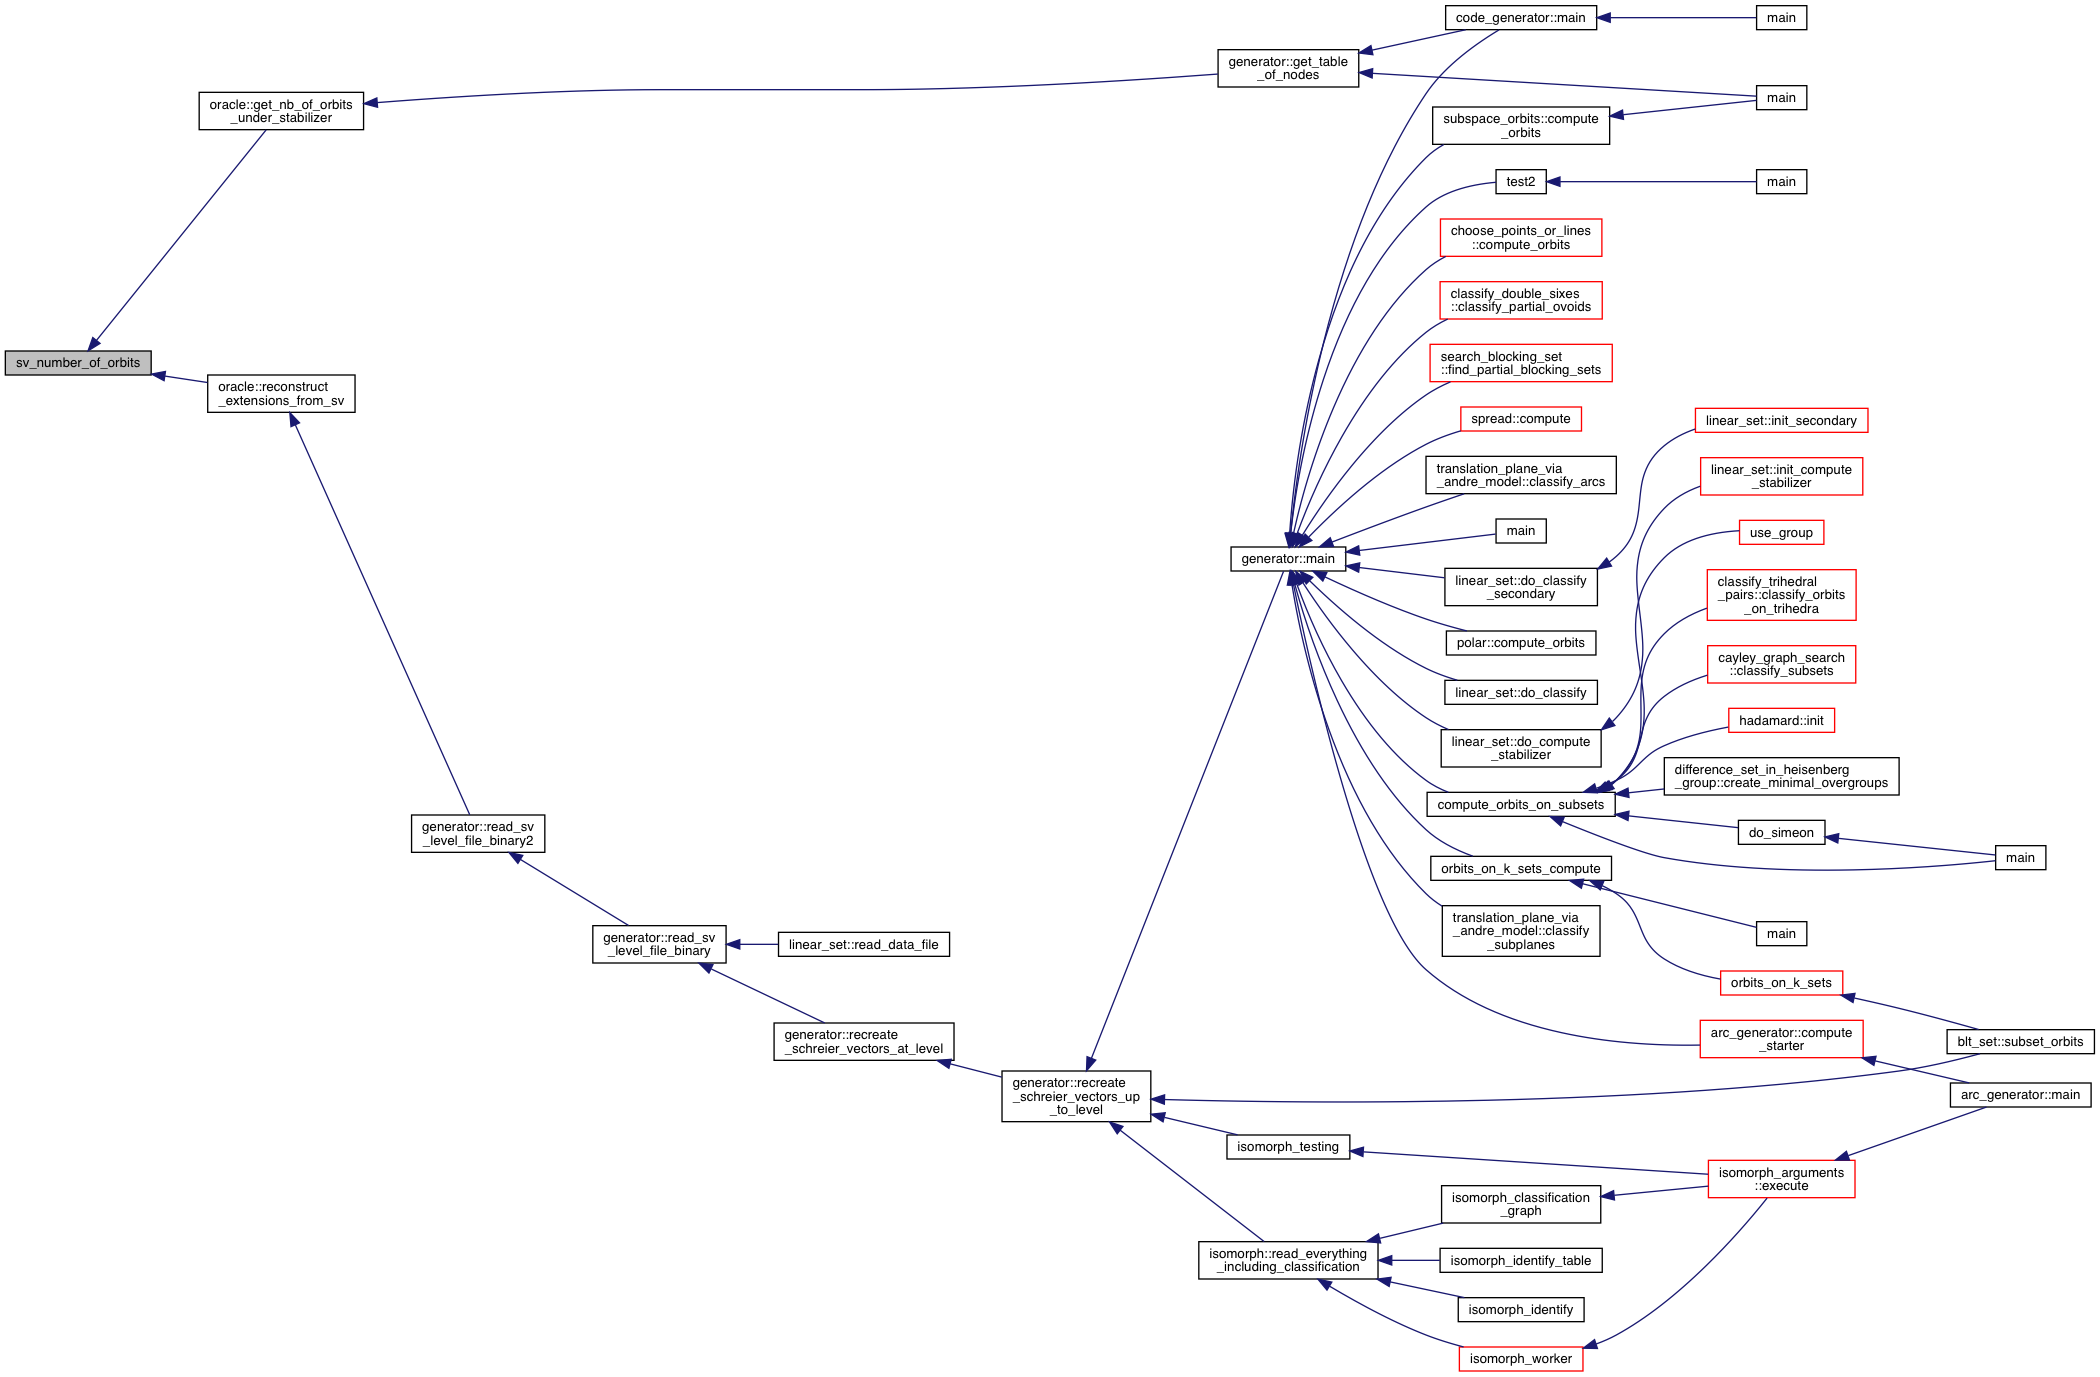 sv_number_of_orbits
oracle::get_nb_of_orbits
_under_stabilizer
oracle::reconstruct
_extensions_from_sv
generator::read_sv
_level_file_binary2
generator::read_sv
_level_file_binary
linear_set::read_data_file
generator::recreate
_schreier_vectors_at_level
generator::recreate
_schreier_vectors_up
_to_level
generator::get_table
_of_nodes
generator::main
isomorph_testing
isomorph::read_everything
_including_classification
code_generator::main
subspace_orbits::compute
_orbits
test2
choose_points_or_lines
::compute_orbits
classify_double_sixes
::classify_partial_ovoids
search_blocking_set
::find_partial_blocking_sets
spread::compute
translation_plane_via
_andre_model::classify_arcs
main
linear_set::do_classify
_secondary
polar::compute_orbits
linear_set::do_classify
linear_set::do_compute
_stabilizer
compute_orbits_on_subsets
orbits_on_k_sets_compute
translation_plane_via
_andre_model::classify
_subplanes
isomorph_classification
_graph
isomorph_identify_table
isomorph_identify
isomorph_worker
main
main
main
linear_set::init_secondary
linear_set::init_compute
_stabilizer
use_group
classify_trihedral
_pairs::classify_orbits
_on_trihedra
cayley_graph_search
::classify_subsets
hadamard::init
difference_set_in_heisenberg
_group::create_minimal_overgroups
do_simeon
main
main
orbits_on_k_sets
arc_generator::compute
_starter
blt_set::subset_orbits
arc_generator::main
isomorph_arguments
::execute